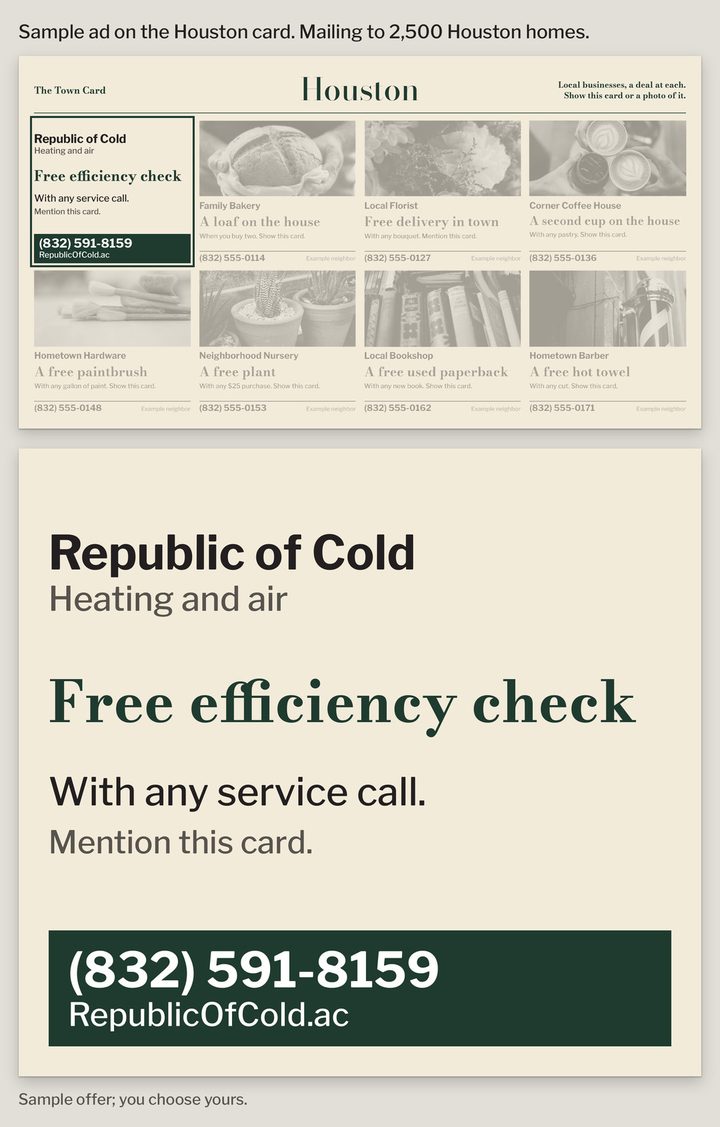 Sample ad on the Houston card. Mailing to 2,500 Houston homes.
The Town Card
Houston
Local businesses, a deal at each.
Show this card or a photo of it.
Republic of Cold
Heating and air
Free efficiency check
With any service call.
Mention this card.
(832) 591-8159
RepublicOfCold.ac
Family Bakery
A loaf on the house
When you buy two. Show this card.
(832) 555-0114
Example neighbor
Local Florist
Free delivery in town
With any bouquet. Mention this card.
(832) 555-0127
Example neighbor
Corner Coffee House
A second cup on the house
With any pastry. Show this card.
(832) 555-0136
Example neighbor
Hometown Hardware
A free paintbrush
With any gallon of paint. Show this card.
(832) 555-0148
Example neighbor
Neighborhood Nursery
A free plant
With any $25 purchase. Show this card.
(832) 555-0153
Example neighbor
Local Bookshop
A free used paperback
With any new book. Show this card.
(832) 555-0162
Example neighbor
Hometown Barber
A free hot towel
With any cut. Show this card.
(832) 555-0171
Example neighbor
Republic of Cold
Heating and air
Free efficiency check
With any service call.
Mention this card.
(832) 591-8159
RepublicOfCold.ac
Sample offer; you choose yours.